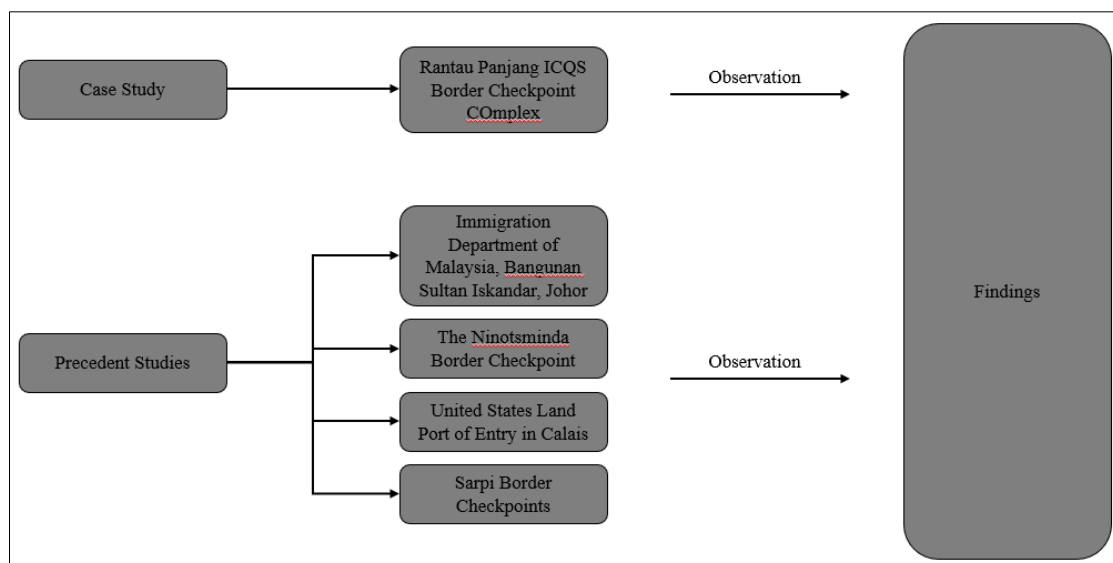 Case Study
Rantau Panjang ICQS
Border Checkpoint
COmplex
Observation
Immigration
Department of
Malaysia, Bangunan
Sultan Iskandar, Johor
Findings
Precedent Studies
The Ninotsminda
Border Checkpoint
Observation
United States Land
Port of Entry in Calais
Sarpi Border
Checkpoints